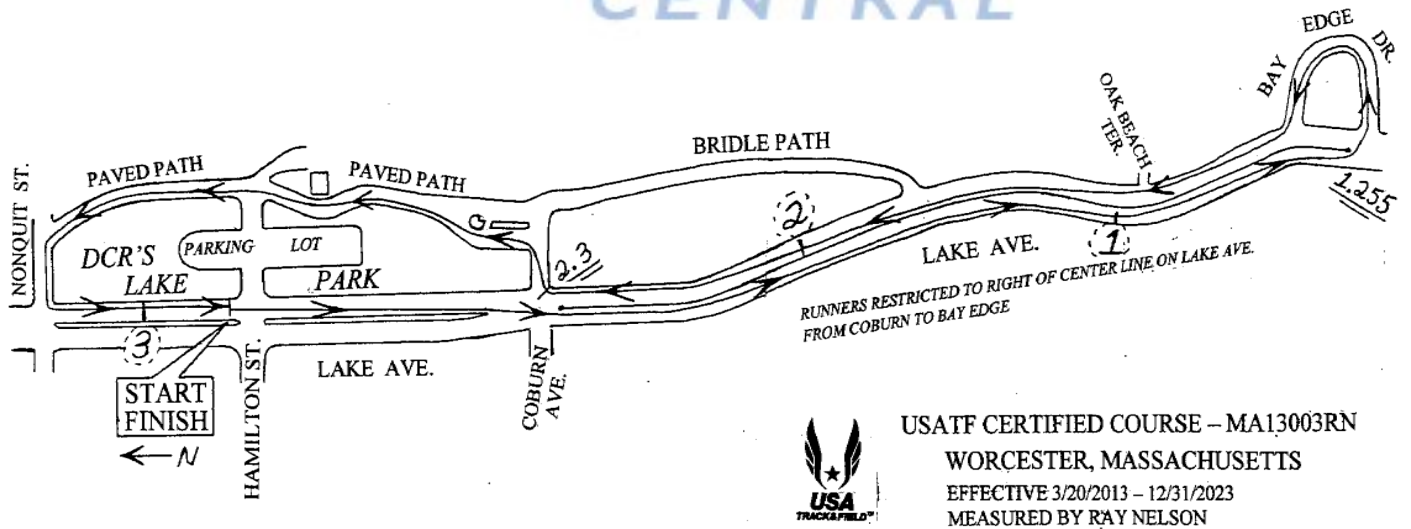 CENTRAL
EDGE
DR.
BAY
OAK BEACH
TER.
1.255
BRIDLE PATH
PAVED PATH
PAVED PATH
NONQUIT ST.
DCR'S
LAKE
PARKING
LOT
PARK
2.3
2
1
LAKE AVE.
RUNNERS RESTRICTED TO RIGHT OF CENTER LINE ON LAKE AVE.
FROM COBURN TO BAY EDGE
3
START
FINISH
N
HAMILTON ST.
LAKE AVE.
COBURN
AVE.
USA
TRACK&FIELD™
USATF CERTIFIED COURSE – MA13003RN
WORCESTER, MASSACHUSETTS
EFFECTIVE 3/20/2013 – 12/31/2023
MEASURED BY RAY NELSON